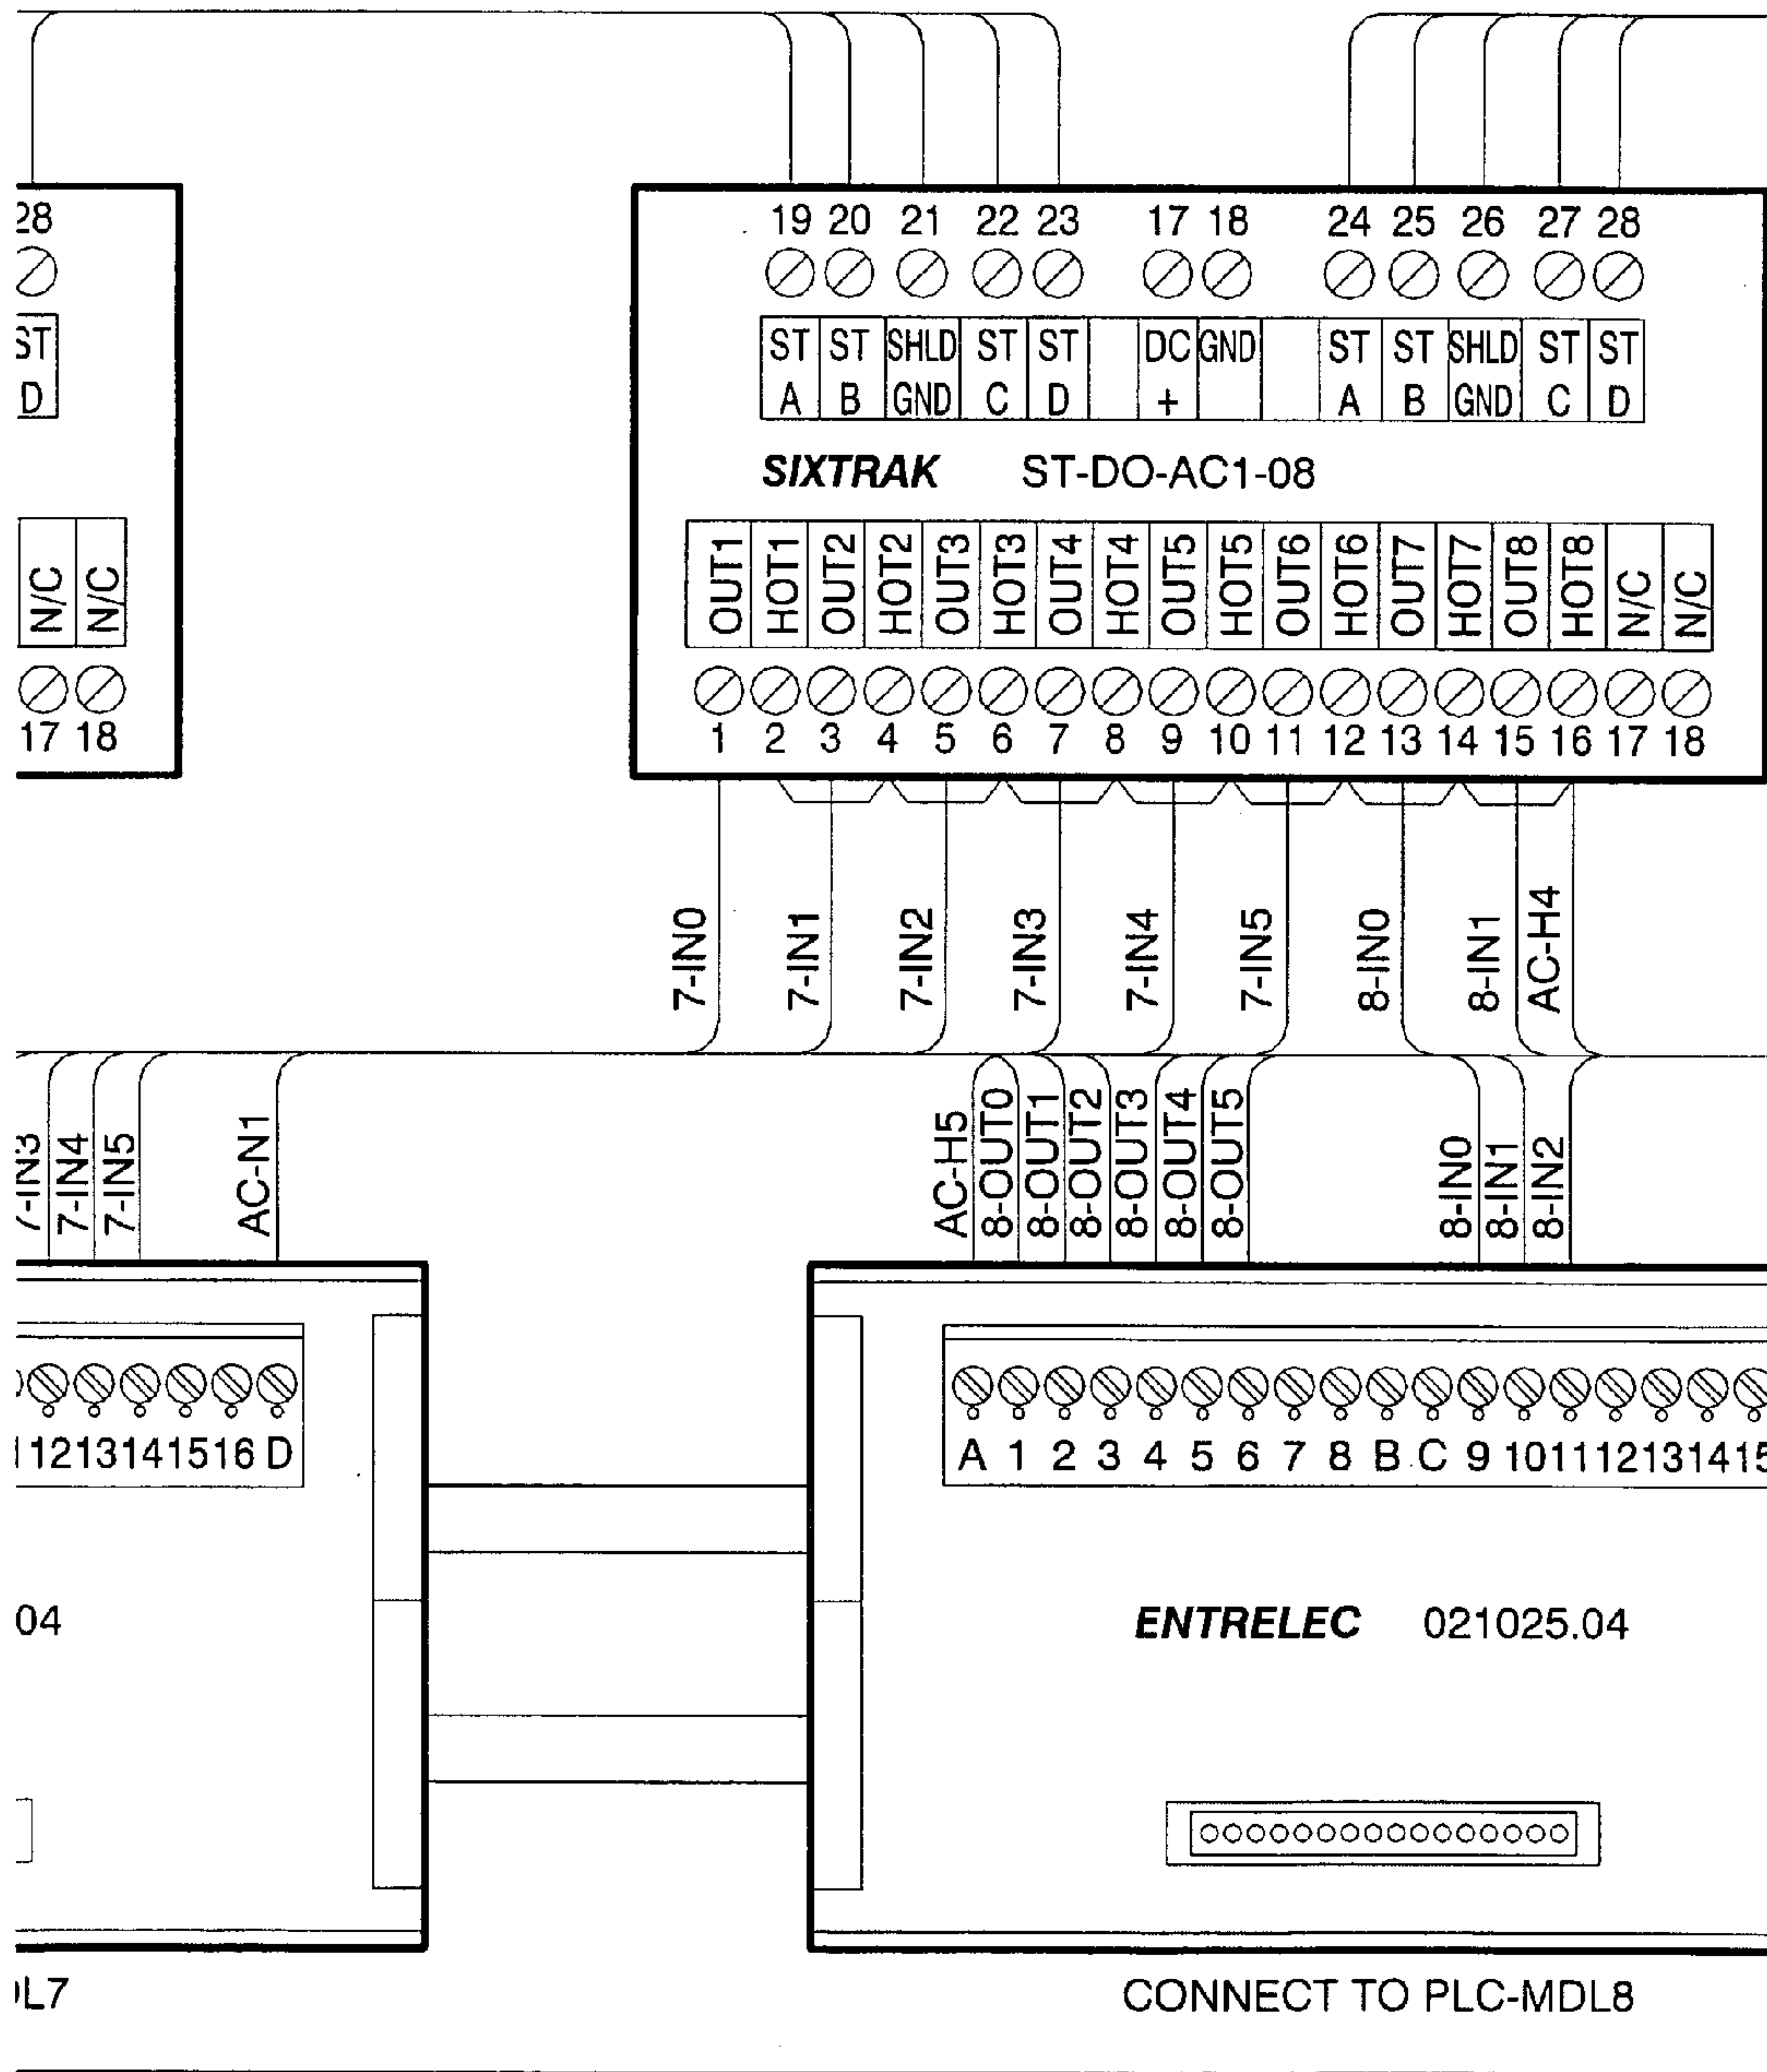 28
19 20 21 22 23 17 18 24 25 26 27 28
ST ST ST SHLD ST ST DC GND ST ST SHLD ST ST
D A B GND C D + A B GND C D
SIXTRAK ST-DO-AC1-08
N/C N/C OUT1 HOT1 OUT2 HOT2 OUT3 HOT3 OUT4 HOT4 OUT5 HOT5 OUT6 HOT6 OUT7 HOT7 OUT8 HOT8 N/C N/C
17 18 1 2 3 4 5 6 7 8 9 10 11 12 13 14 15 16 17 18
7-IN0 7-IN1 7-IN2 7-IN3 7-IN4 7-IN5 8-IN0 8-IN1 AC-H4
7-IN3 7-IN4 7-IN5 AC-N1 AC-H5 8-OUT0 8-OUT1 8-OUT2 8-OUT3 8-OUT4 8-OUT5 8-IN0 8-IN1 8-IN2
12 13 14 15 16 D A 1 2 3 4 5 6 7 8 B C 9 10 11 12 13 14 15
04 ENTRELEC 021025.04
L7 CONNECT TO PLC-MDL8